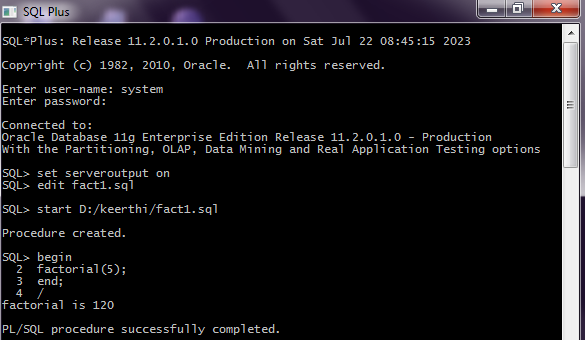 SQL Plus
SQL*Plus: Release 11.2.0.1.0 Production on Sat Jul 22 08:45:15 2023
Copyright (c) 1982, 2010, Oracle.  All rights reserved.
Enter user-name: system
Enter password:
Connected to:
Oracle Database 11g Enterprise Edition Release 11.2.0.1.0 - Production
With the Partitioning, OLAP, Data Mining and Real Application Testing options
SQL> set serveroutput on
SQL> edit fact1.sql
SQL> start D:/keerthi/fact1.sql
Procedure created.
SQL> begin
  2  factorial(5);
  3  end;
  4  /
factorial is 120
PL/SQL procedure successfully completed.